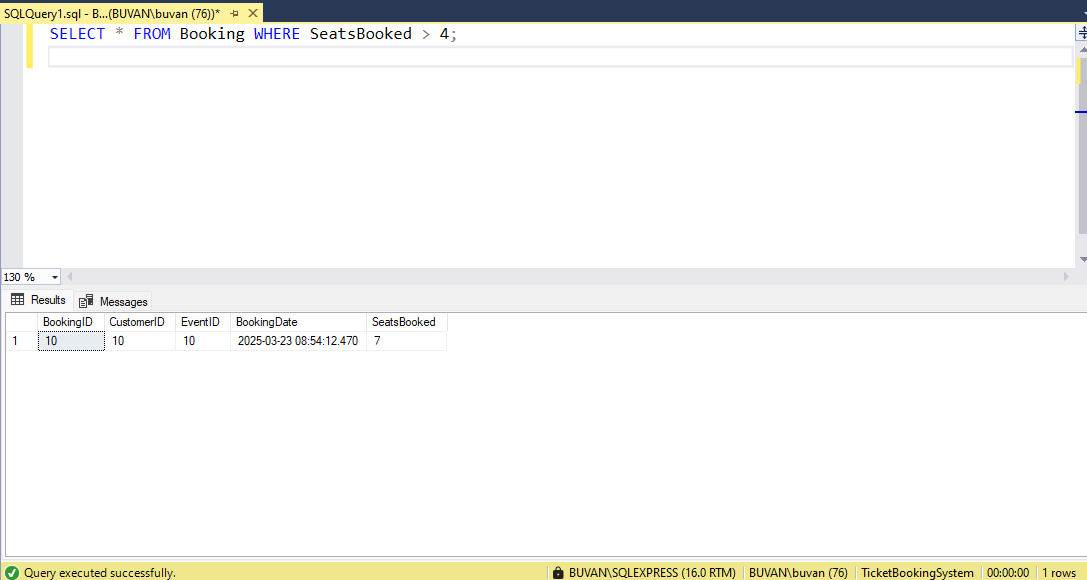 SQLQuery1.sql - B...(BUVAN\buvan (76))*
SELECT * FROM Booking WHERE SeatsBooked > 4;
130 %
Results Messages
BookingID CustomerID EventID BookingDate SeatsBooked
1 10 10 10 2025-03-23 08:54:12.470 7
Query executed successfully. BUVAN\SQLEXPRESS (16.0 RTM) BUVAN\buvan (76) TicketBookingSystem 00:00:00 1 rows